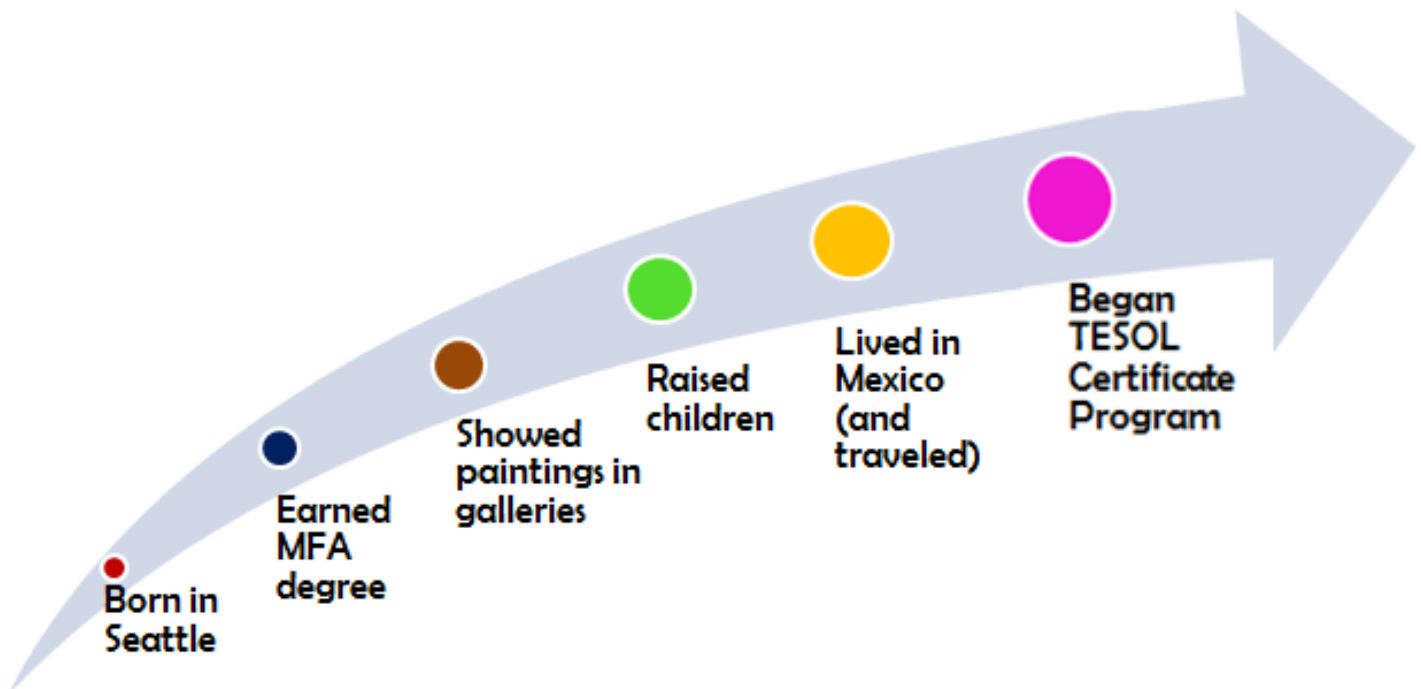 Born in
Seattle
Earned
MFA
degree
Showed
paintings in
galleries
Raised
children
Lived in
Mexico
(and
traveled)
Began
TESOL
Certificate
Program